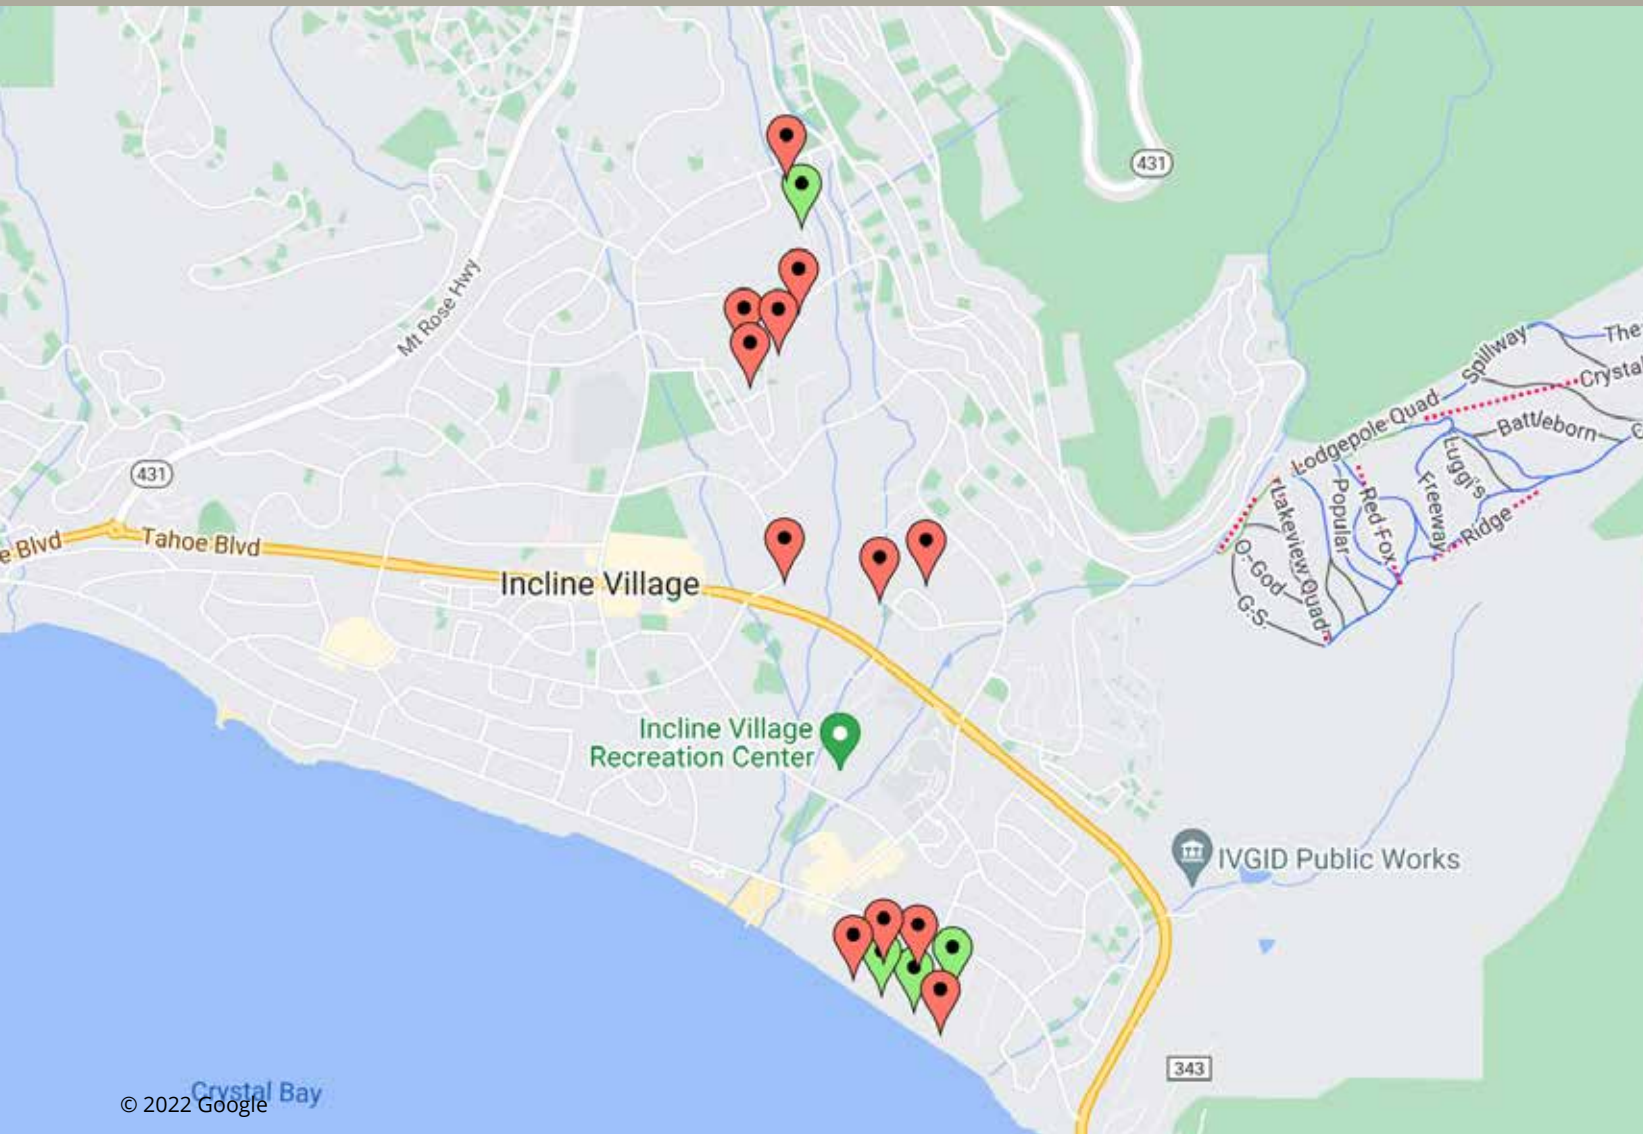 431
Mt Rose Hwy
Spillway
The
Crystal
Lodgepole Quad
Battleborn
C
Luggi's
Freeway
Ridge
Red Fox
Popular
Lakeview Quad
O. God
G.S.
431
e Blvd
Tahoe Blvd
Incline Village
Incline Village
Recreation Center
IVGID Public Works
343
Crystal Bay
© 2022 Google